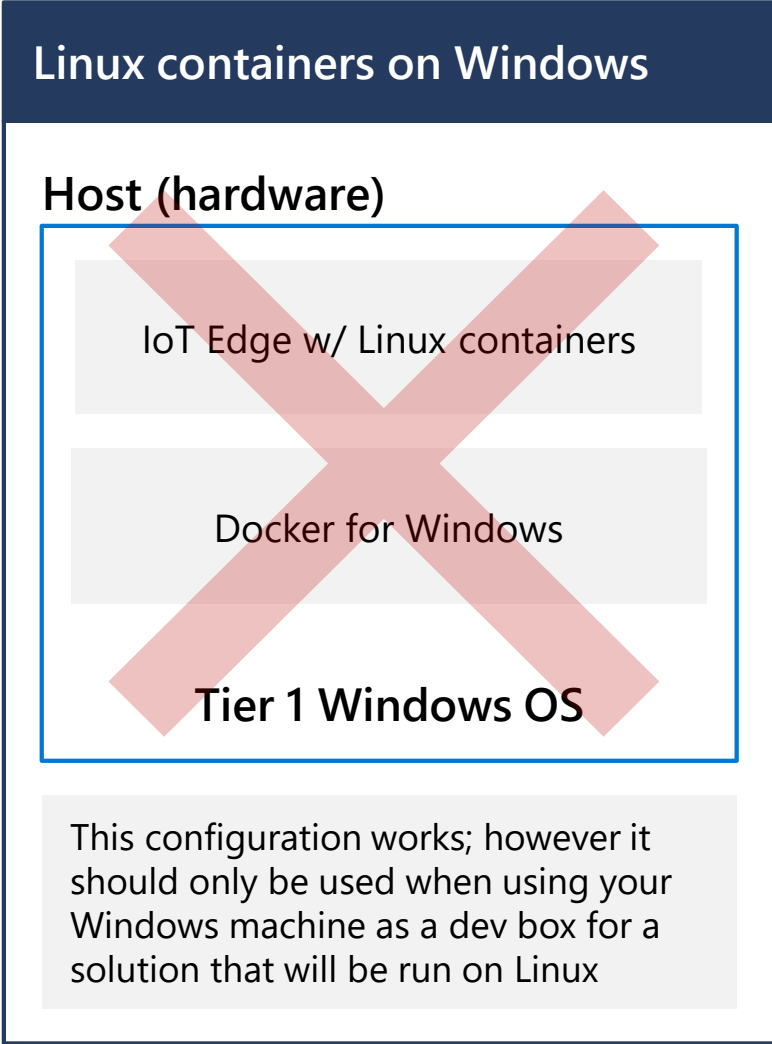 Linux containers on Windows
Host (hardware)
IoT Edge w/ Linux containers
Docker for Windows
Tier 1 Windows OS
This configuration works; however it
should only be used when using your
Windows machine as a dev box for a
solution that will be run on Linux